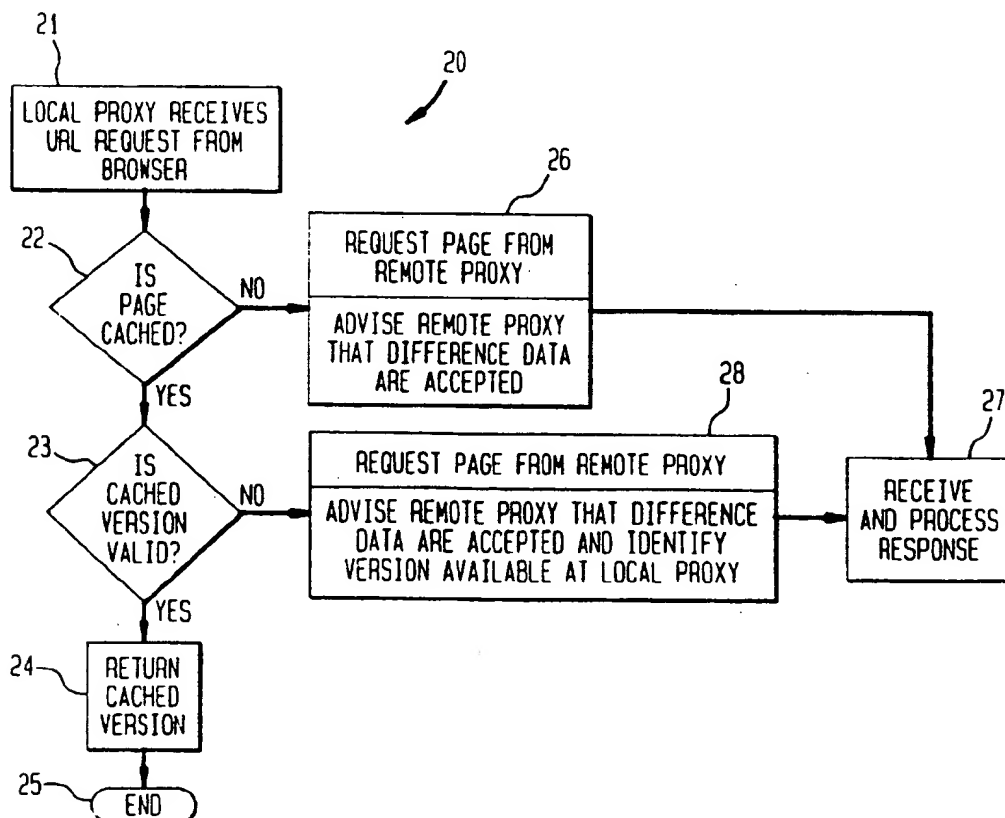 21
LOCAL PROXY RECEIVES
URL REQUEST FROM
BROWSER
20
22
IS
PAGE
CACHED?
NO
YES
26
REQUEST PAGE FROM
REMOTE PROXY
ADVISE REMOTE PROXY
THAT DIFFERENCE DATA
ARE ACCEPTED
23
IS
CACHED
VERSION
VALID?
NO
YES
28
REQUEST PAGE FROM REMOTE PROXY
ADVISE REMOTE PROXY THAT DIFFERENCE
DATA ARE ACCEPTED AND IDENTIFY
VERSION AVAILABLE AT LOCAL PROXY
27
RECEIVE
AND PROCESS
RESPONSE
24
RETURN
CACHED
VERSION
25
END